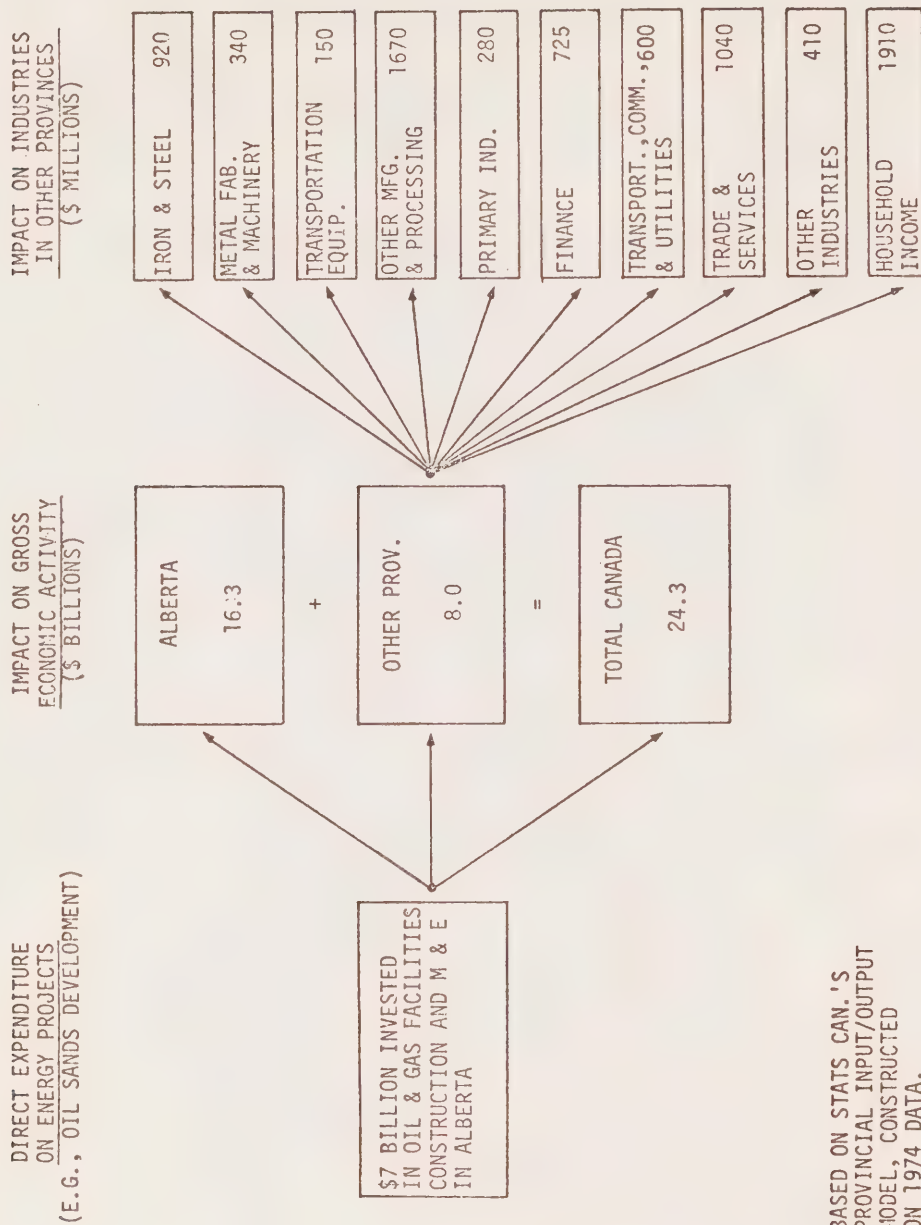 DIRECT EXPENDITURE
ON ENERGY PROJECTS
(E.G., OIL SANDS DEVELOPMENT)
$7 BILLION INVESTED
IN OIL & GAS FACILITIES
CONSTRUCTION AND M & E
IN ALBERTA
BASED ON STATS CAN.'S
PROVINCIAL INPUT/OUTPUT
MODEL, CONSTRUCTED
ON 1974 DATA.
IMPACT ON GROSS
ECONOMIC ACTIVITY
($ BILLIONS)
ALBERTA
16.3
+
OTHER PROV.
8.0
=
TOTAL CANADA
24.3
IMPACT ON INDUSTRIES
IN OTHER PROVINCES
($ MILLIONS)
IRON & STEEL 920
METAL FAB. 340
& MACHINERY
TRANSPORTATION 150
EQUIP.
OTHER MFG. 1670
& PROCESSING
PRIMARY IND. 280
FINANCE 725
TRANSPORT.,COMM.,600
& UTILITIES
TRADE & 1040
SERVICES
OTHER 410
INDUSTRIES
HOUSEHOLD 1910
INCOME